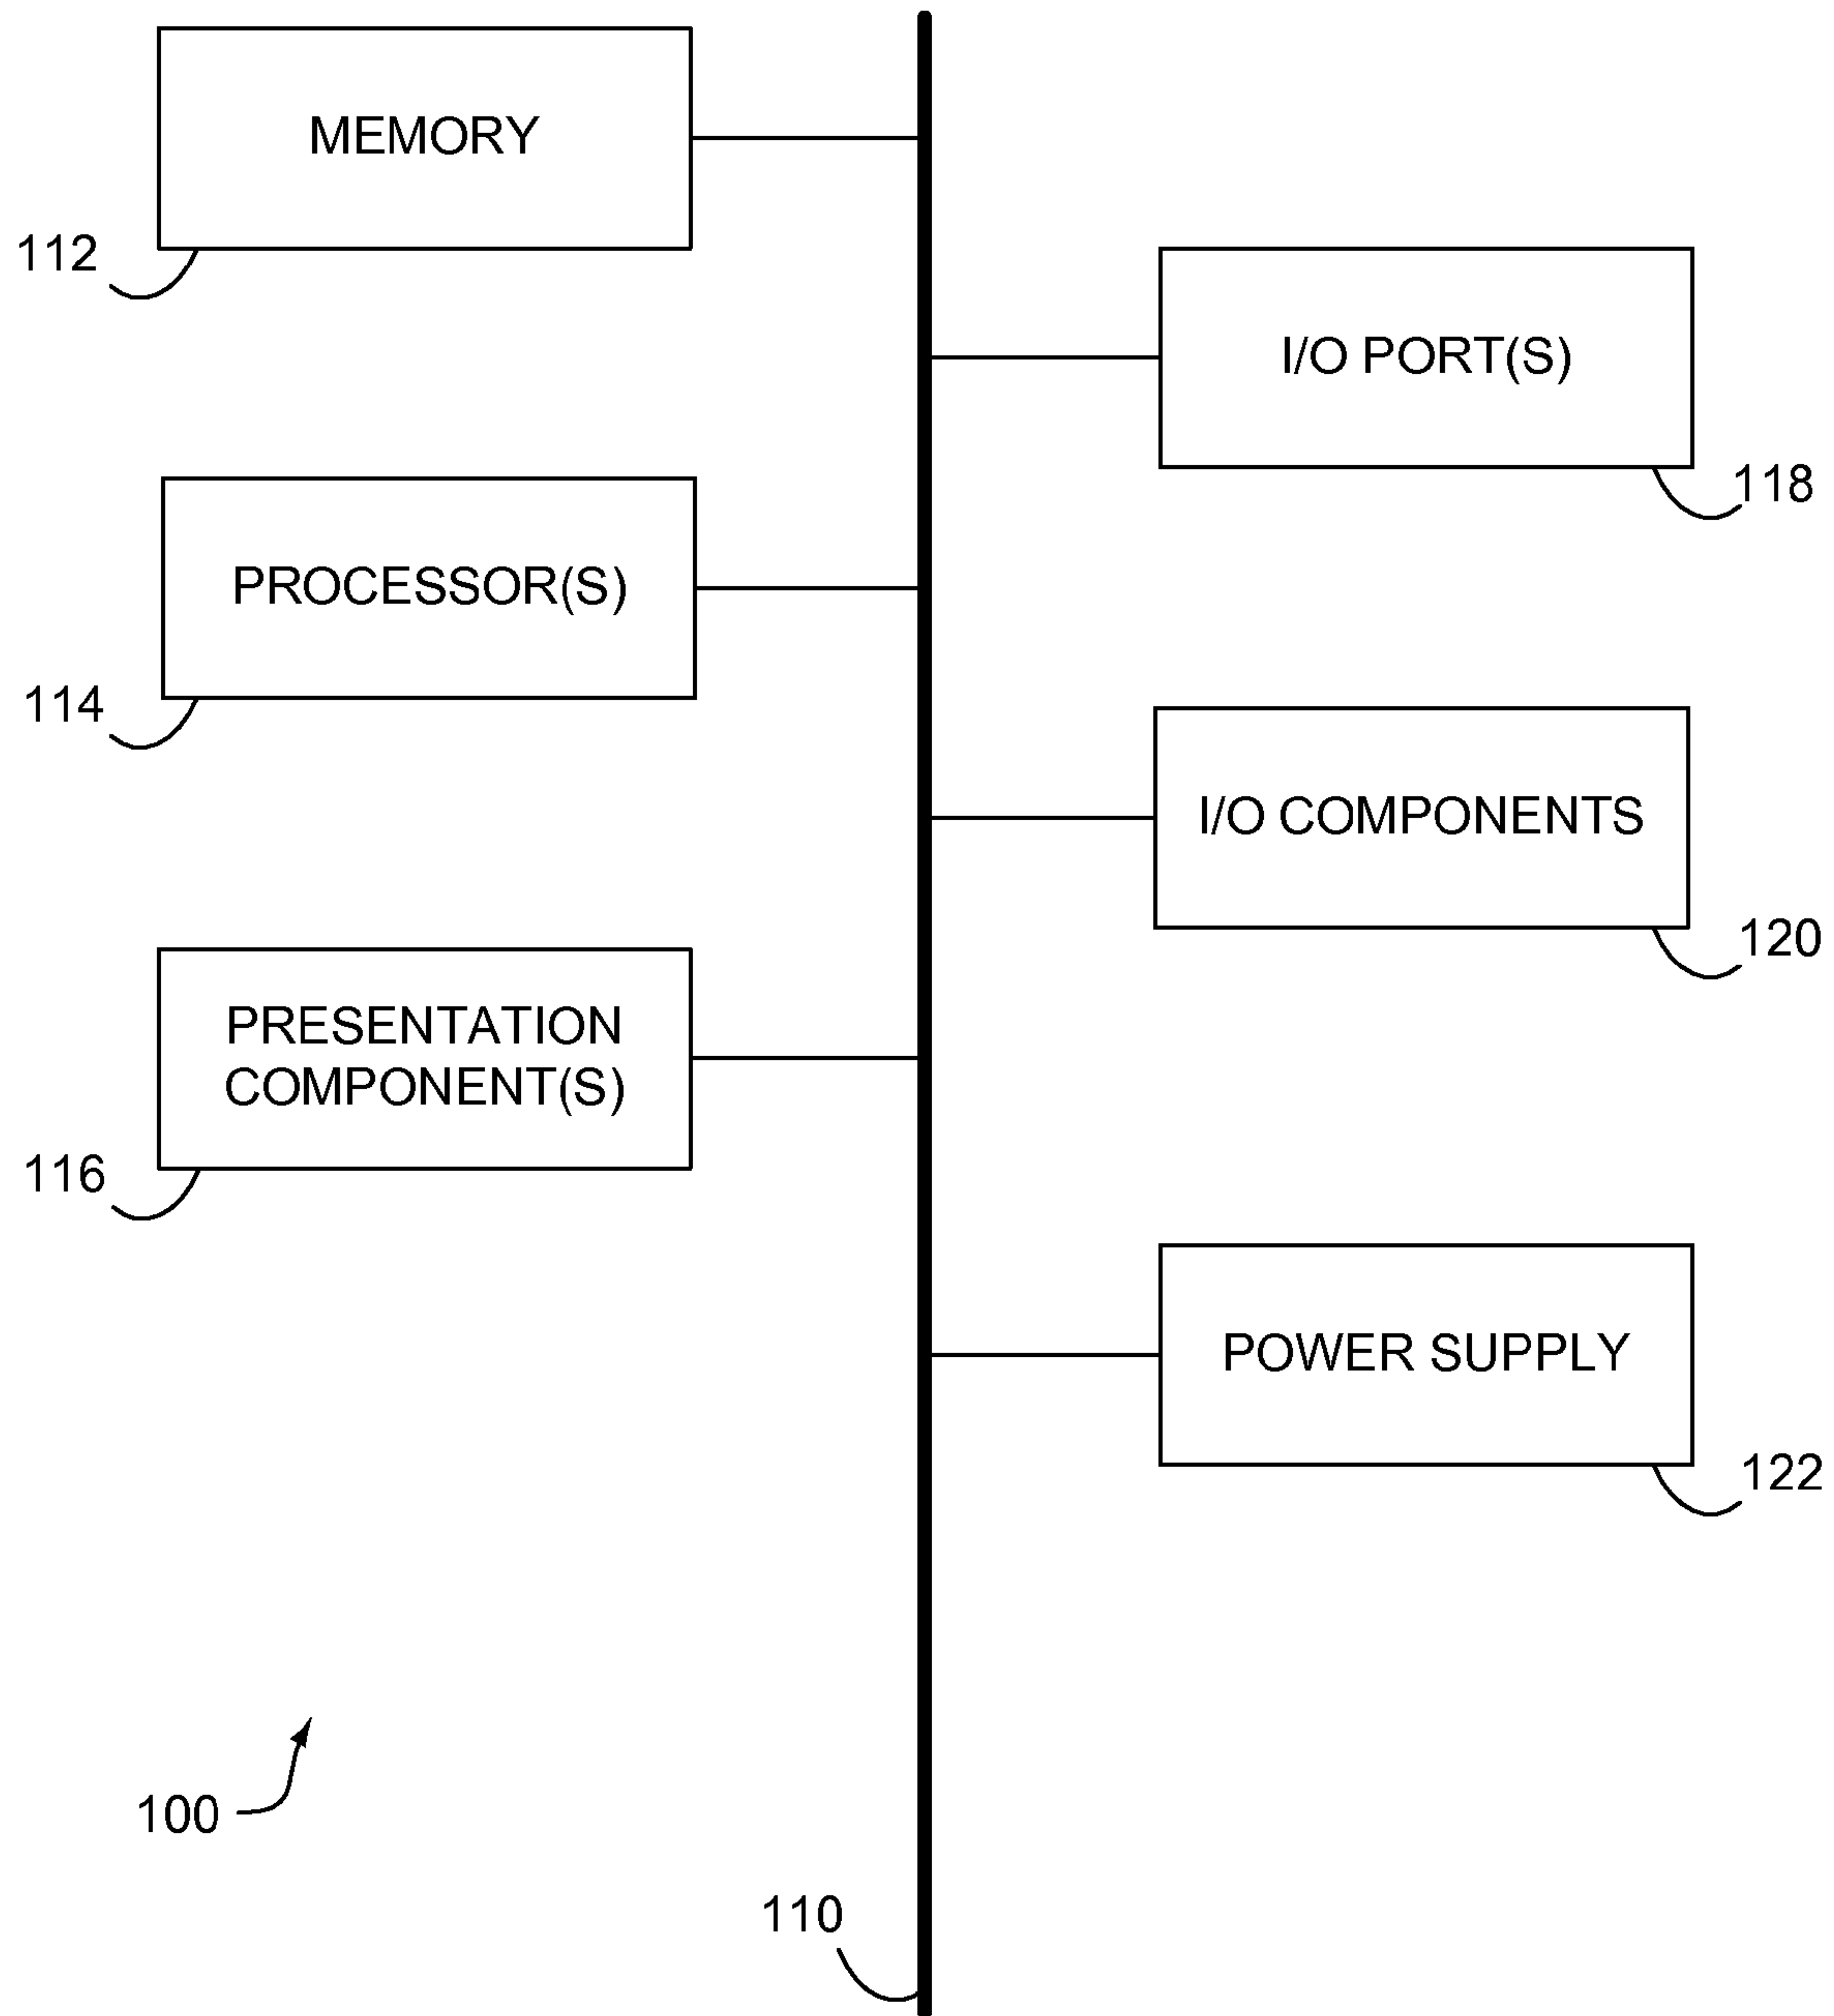 MEMORY
112
I/O PORT(S)
118
PROCESSOR(S)
114
I/O COMPONENTS
120
PRESENTATION
COMPONENT(S)
116
POWER SUPPLY
122
100
110